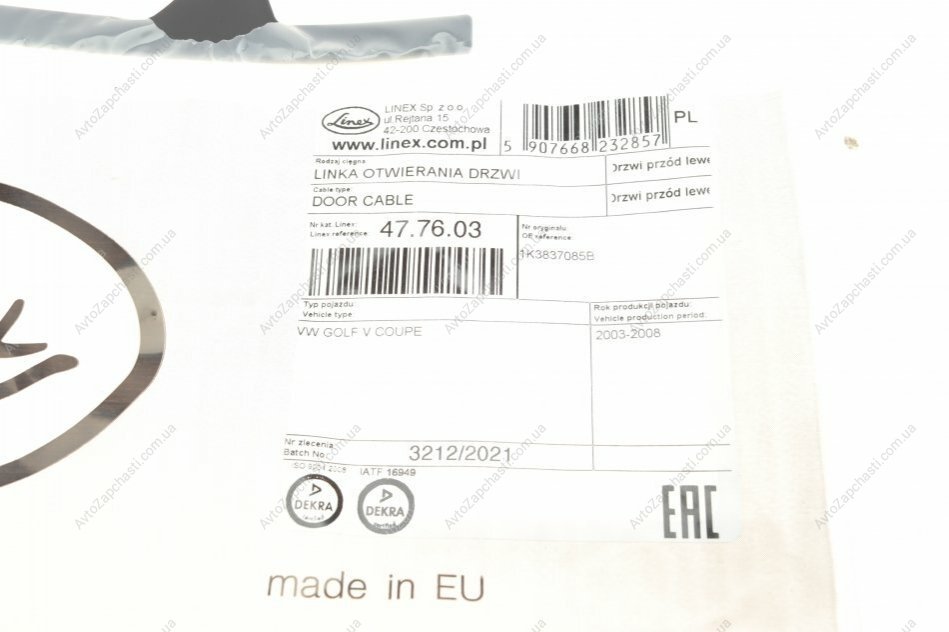 Linex
LINEX Sp. z o.o.
ul.Rejtana 15
42-200 Czestochowa
www.linex.com.pl
5 907668 232857
PL
Rodzaj cięgna:
LINKA OTWIERANIA DRZWI
Drzwi przód lewe
Cable type:
DOOR CABLE
Drzwi przód lewe
Nr kat. Linex:
Linex reference:
47.76.03
Nr oryginału:
OE reference:
1K3837085B
Typ pojazdu:
Vehicle type:
VW GOLF V COUPE
Rok produkcji pojazdu:
Vehicle production period:
2003-2008
Nr zlecenia
Batch No:
3212/2021
IATF 16949
DEKRA
DEKRA
EAC
made in EU
AvtoZapchasti.com.ua